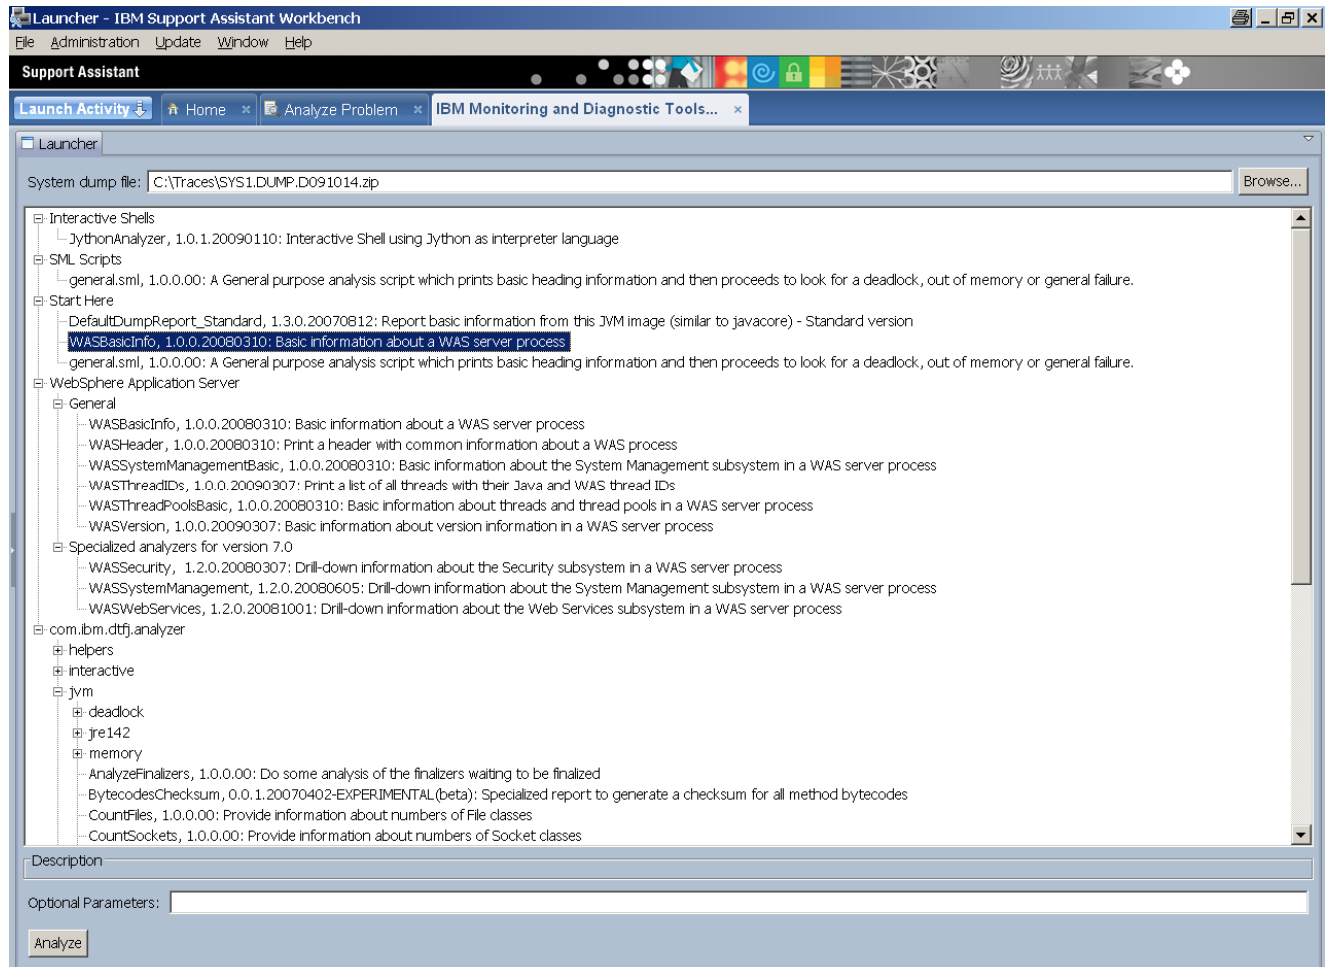 Launcher - IBM Support Assistant Workbench
File Administration Update Window Help
Support Assistant
Launch Activity Home Analyze Problem IBM Monitoring and Diagnostic Tools...
Launcher
System dump file: C:\Traces\SYS1.DUMP.D091014.zip Browse...
Interactive Shells
JythonAnalyzer, 1.0.1.20090110: Interactive Shell using Jython as interpreter language
SML Scripts
general.sml, 1.0.0.00: A General purpose analysis script which prints basic heading information and then proceeds to look for a deadlock, out of memory or general failure.
Start Here
DefaultDumpReport_Standard, 1.3.0.20070812: Report basic information from this JVM image (similar to javacore) - Standard version
WASBasicInfo, 1.0.0.20080310: Basic information about a WAS server process
general.sml, 1.0.0.00: A General purpose analysis script which prints basic heading information and then proceeds to look for a deadlock, out of memory or general failure.
WebSphere Application Server
General
WASBasicInfo, 1.0.0.20080310: Basic information about a WAS server process
WASHeader, 1.0.0.20080310: Print a header with common information about a WAS process
WASSystemManagementBasic, 1.0.0.20080310: Basic information about the System Management subsystem in a WAS server process
WASThreadIDs, 1.0.0.20090307: Print a list of all threads with their Java and WAS thread IDs
WASThreadPoolsBasic, 1.0.0.20080310: Basic information about threads and thread pools in a WAS server process
WASVersion, 1.0.0.20090307: Basic information about version information in a WAS server process
Specialized analyzers for version 7.0
WASSecurity, 1.2.0.20080307: Drill-down information about the Security subsystem in a WAS server process
WASSystemManagement, 1.2.0.20080605: Drill-down information about the System Management subsystem in a WAS server process
WASWebServices, 1.2.0.20081001: Drill-down information about the Web Services subsystem in a WAS server process
com.ibm.dtfj.analyzer
helpers
interactive
jvm
deadlock
jre142
memory
AnalyzeFinalizers, 1.0.0.00: Do some analysis of the finalizers waiting to be finalized
BytecodesChecksum, 0.0.1.20070402-EXPERIMENTAL(beta): Specialized report to generate a checksum for all method bytecodes
CountFiles, 1.0.0.00: Provide information about numbers of File classes
CountSockets, 1.0.0.00: Provide information about numbers of Socket classes
Description
Optional Parameters:
Analyze